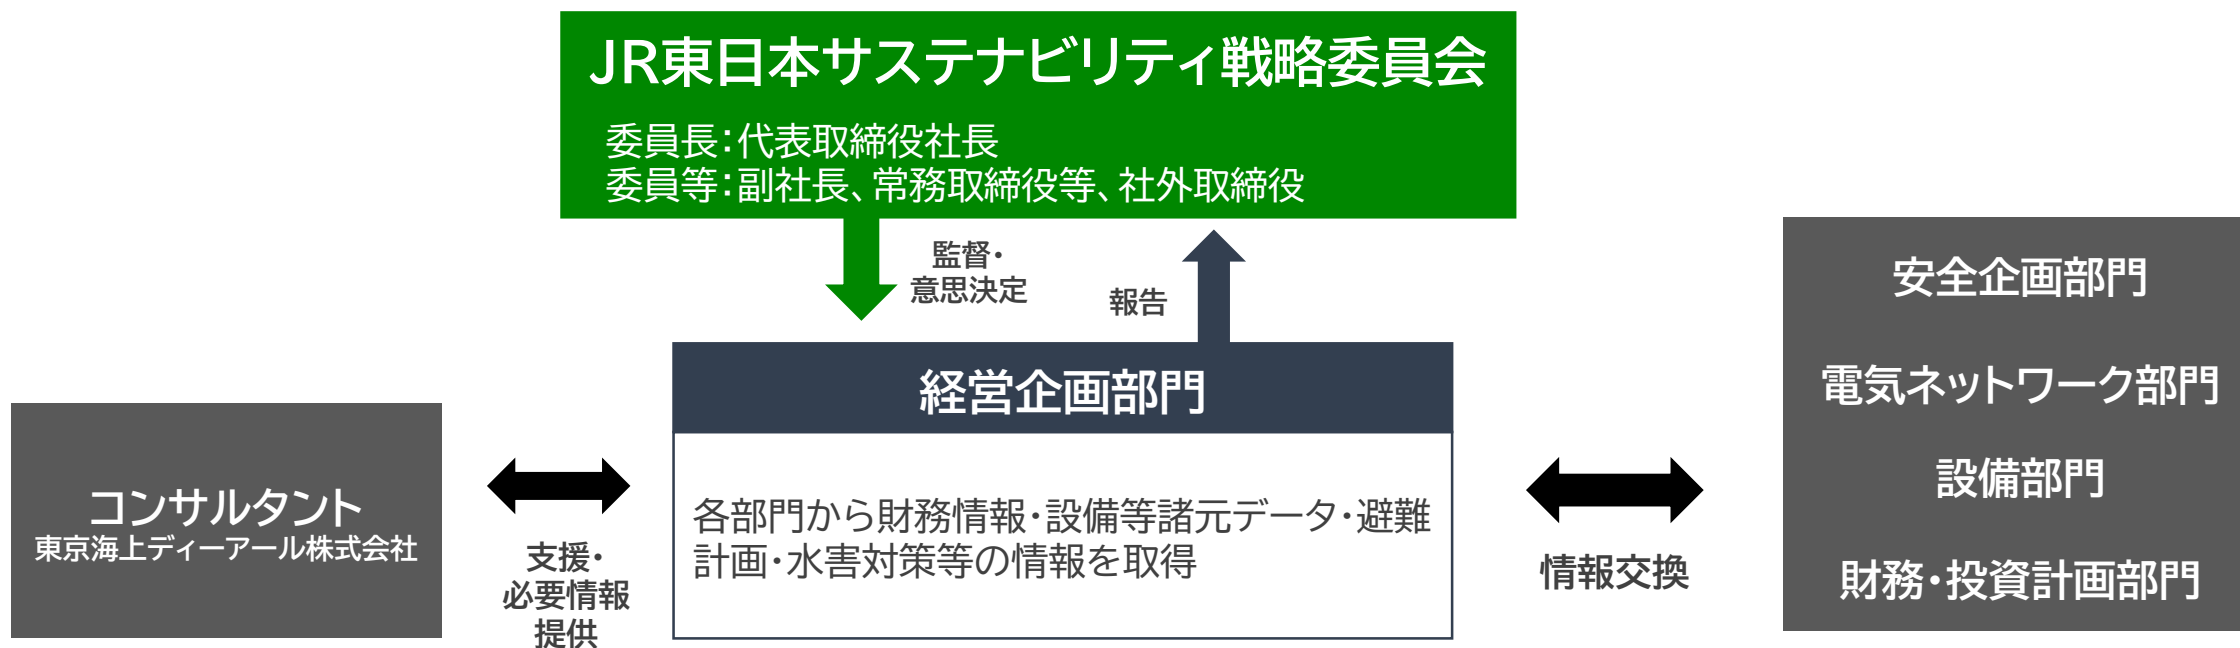 JR東日本サステナビリティ戦略委員会
委員長：代表取締役社長
委員等：副社長、常務取締役等、社外取締役
監督・
意思決定
報告
経営企画部門
各部門から財務情報・設備等諸元データ・避難
計画・水害対策等の情報を取得
コンサルタント
東京海上ディーアール株式会社
支援・
必要情報
提供
情報交換
安全企画部門
電気ネットワーク部門
設備部門
財務・投資計画部門